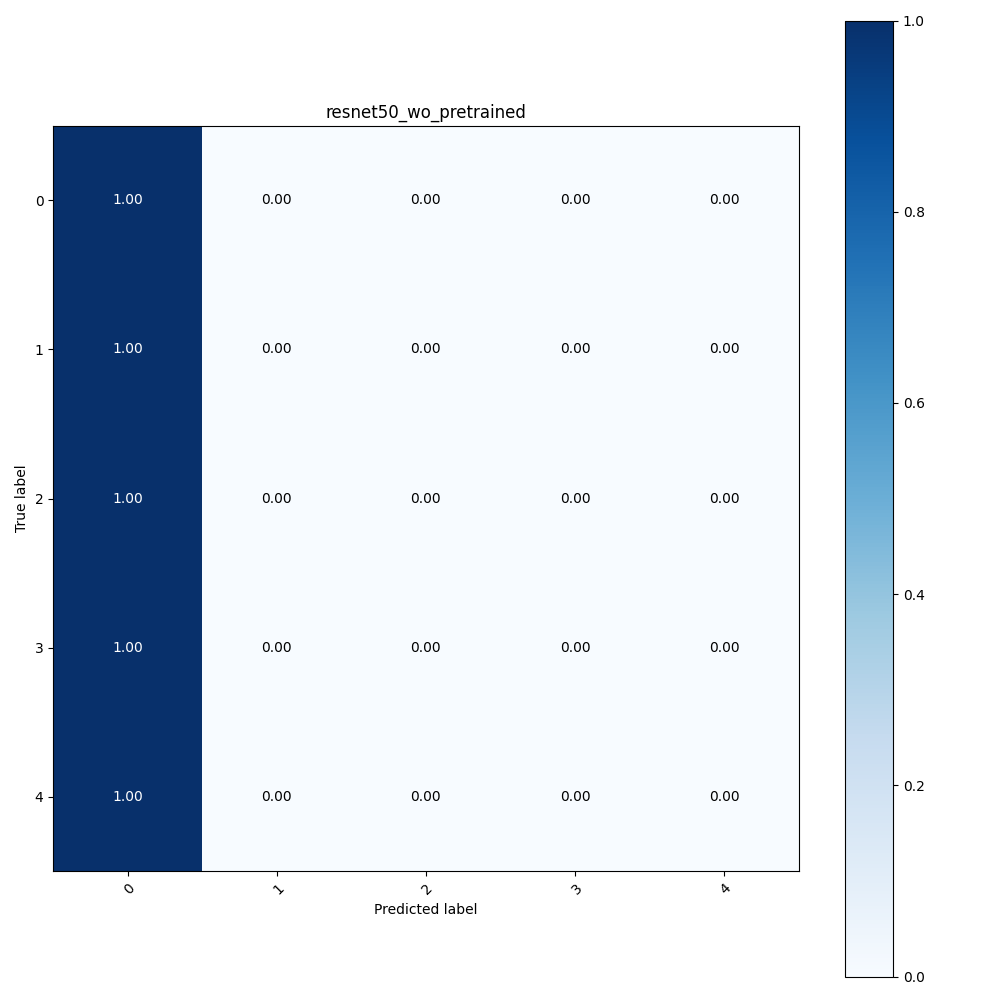 resnet50_wo_pretrained
1.0
0.8
0.6
0.4
0.2
0.0
True label
0 1.00 0.00 0.00 0.00 0.00
1 1.00 0.00 0.00 0.00 0.00
2 1.00 0.00 0.00 0.00 0.00
3 1.00 0.00 0.00 0.00 0.00
4 1.00 0.00 0.00 0.00 0.00
0 1 2 3 4
Predicted label